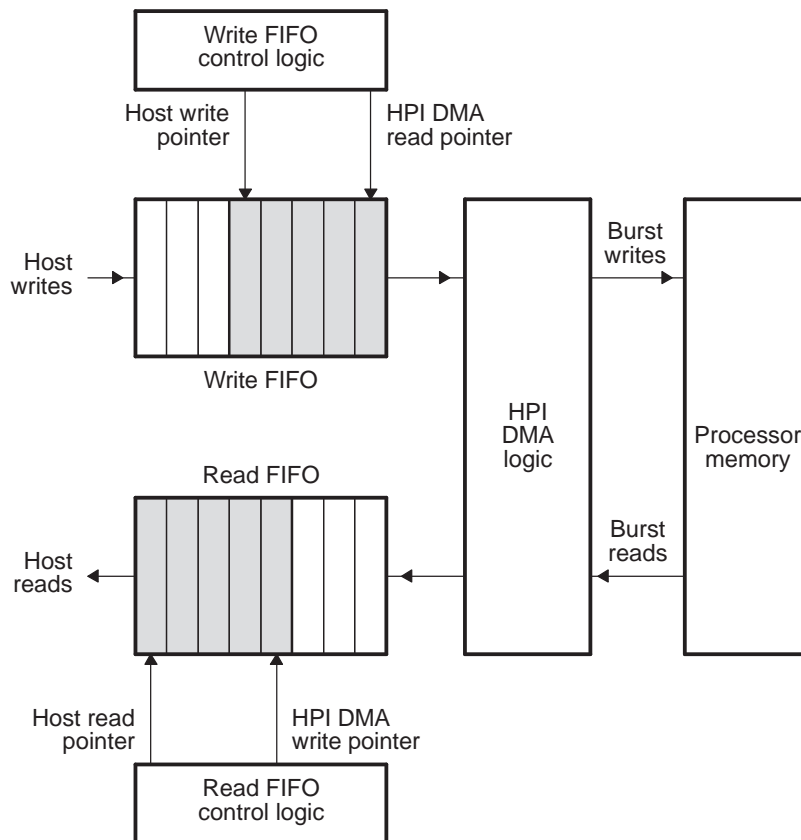 Write FIFO
control logic
Host write
pointer
HPI DMA
read pointer
Host
writes
Burst
writes
Write FIFO
HPI
DMA
logic
Processor
memory
Read FIFO
Host
reads
Burst
reads
Host read
pointer
HPI DMA
write pointer
Read FIFO
control logic